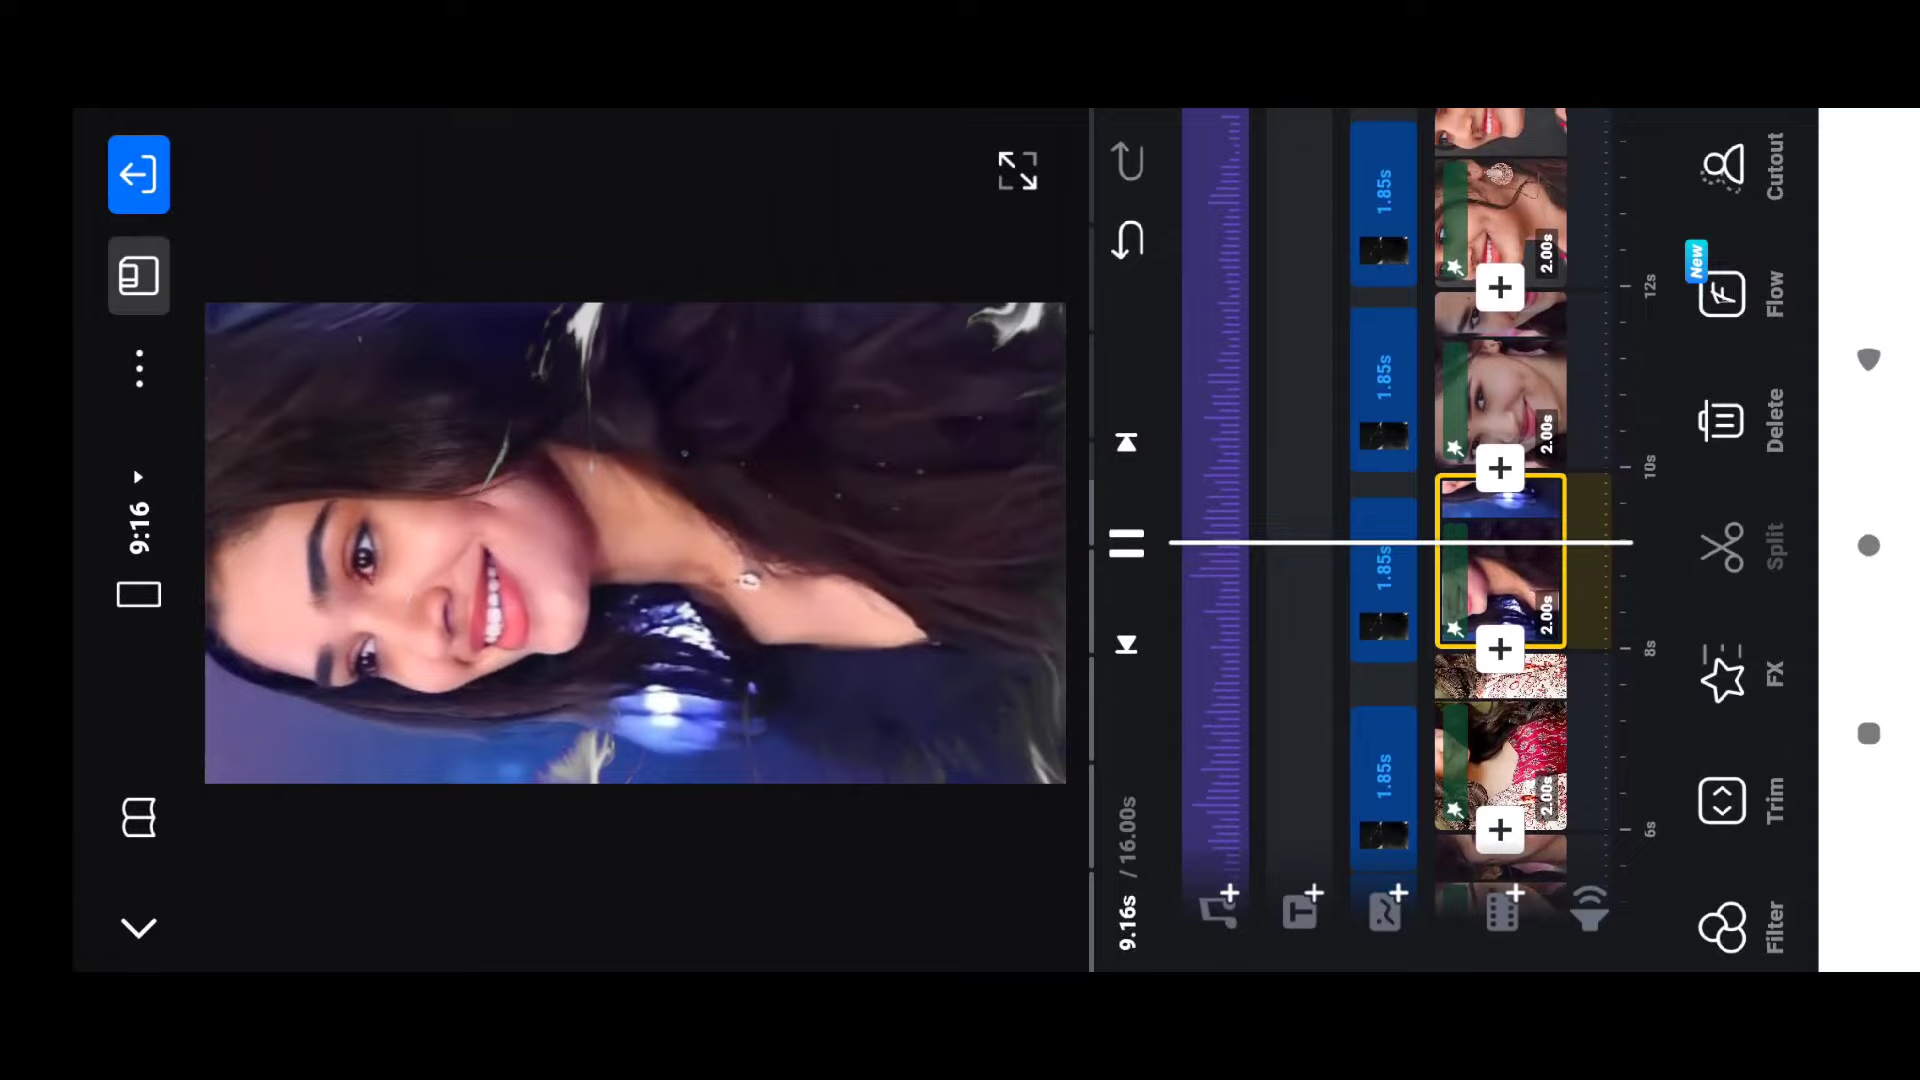 9:16
9.16s / 16.00s
1.85s
1.85s
1.85s
1.85s
T
2.00s
2.00s
2.00s
2.00s
6s
8s
10s
12s
Filter
Trim
FX
Split
Delete
New
Flow
Cutout